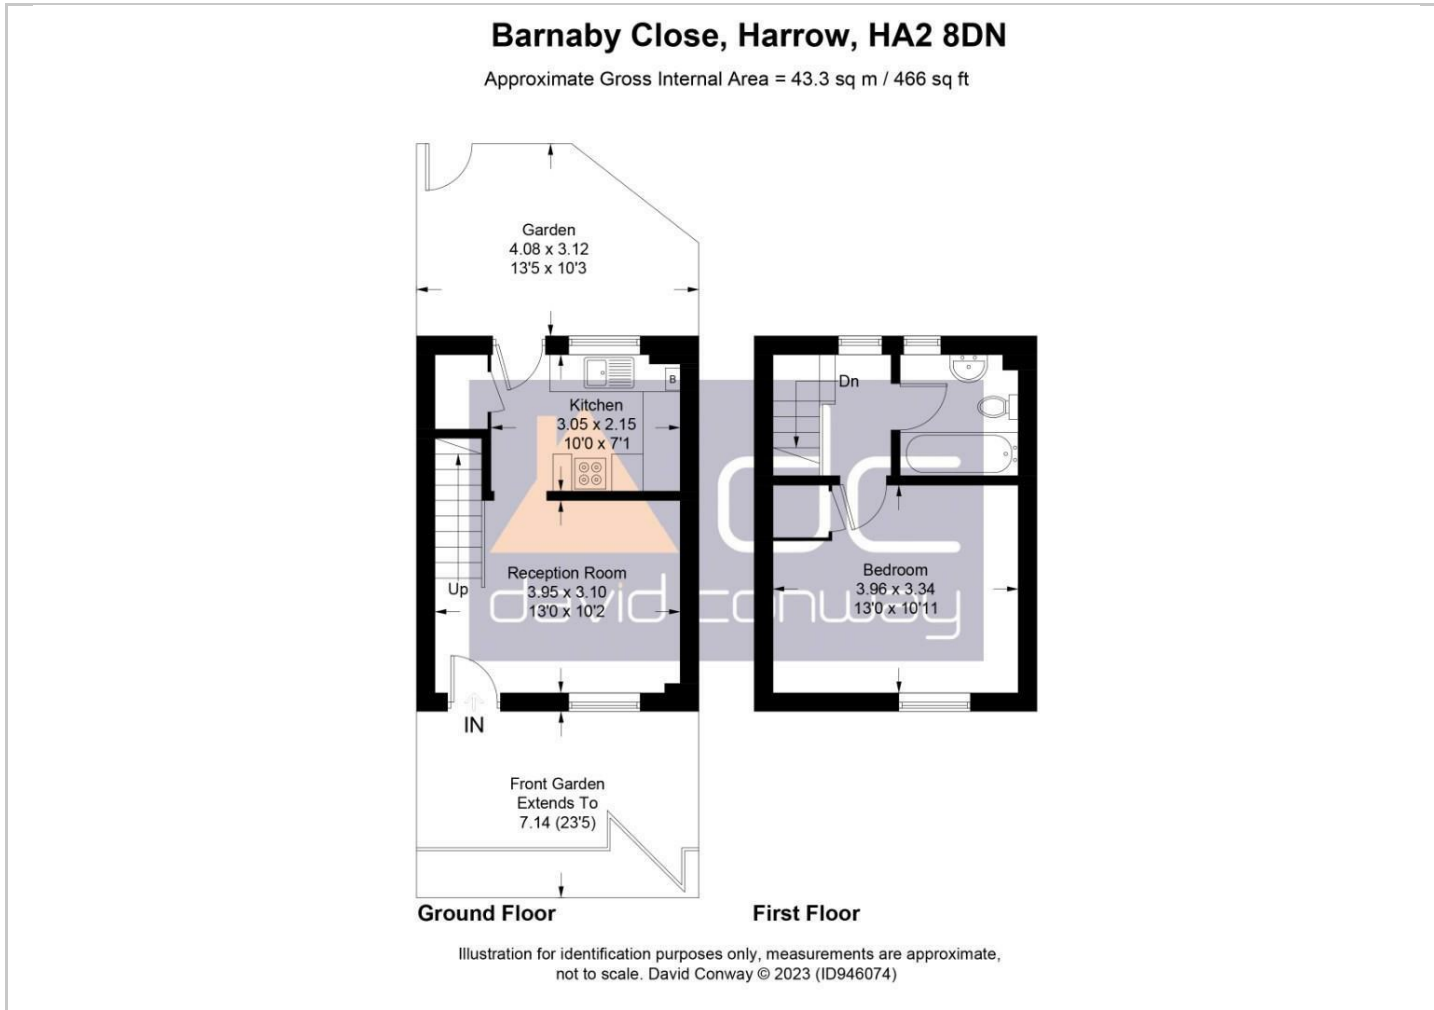 Barnaby Close, Harrow, HA2 8DN
Approximate Gross Internal Area = 43.3 sq m / 466 sq ft
Garden
4.08 x 3.12
13'5 x 10'3
B
Kitchen
3.05 x 2.15
10'0 x 7'1
Reception Room
3.95 x 3.10
13'0 x 10'2
Up
IN
Front Garden
Extends To
7.14 (23'5)
Ground Floor
Dn
Bedroom
3.96 x 3.34
13'0 x 10'11
First Floor
dc
david conway
Illustration for identification purposes only, measurements are approximate,
not to scale. David Conway © 2023 (ID946074)